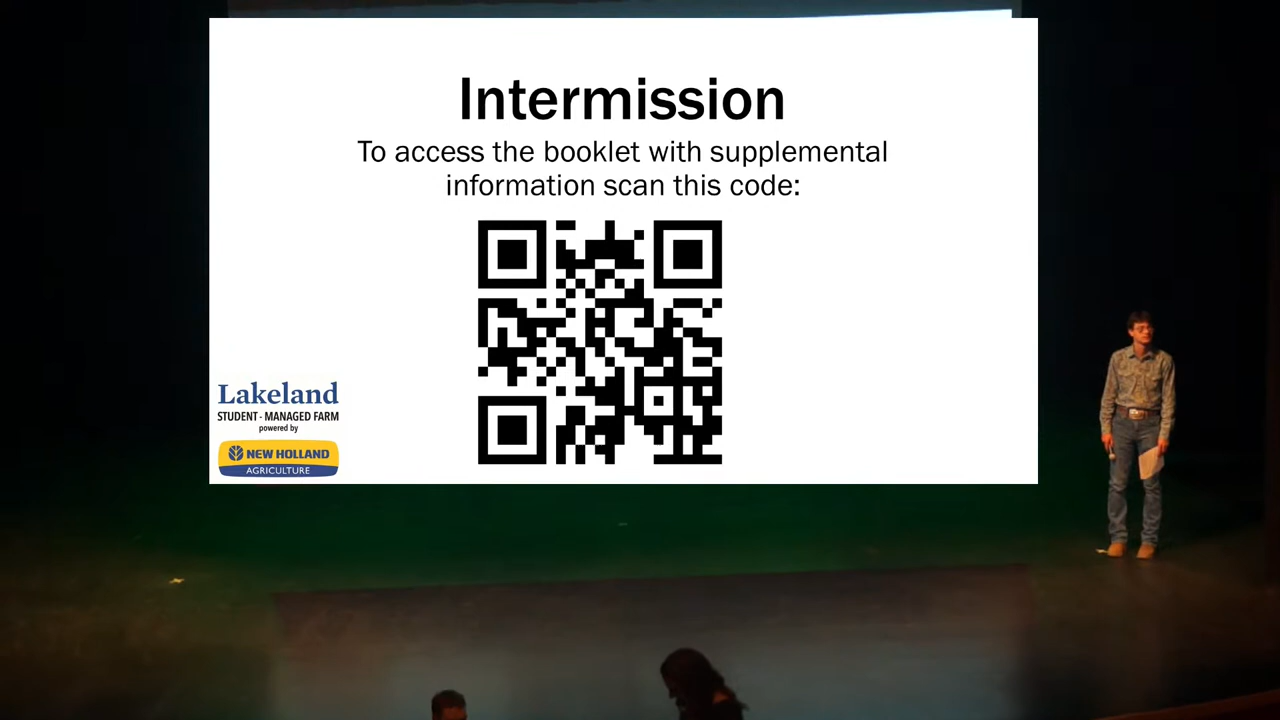 Intermission
To access the booklet with supplemental
information scan this code:
Lakeland
STUDENT - MANAGED FARM
powered by
NEW HOLLAND
AGRICULTURE